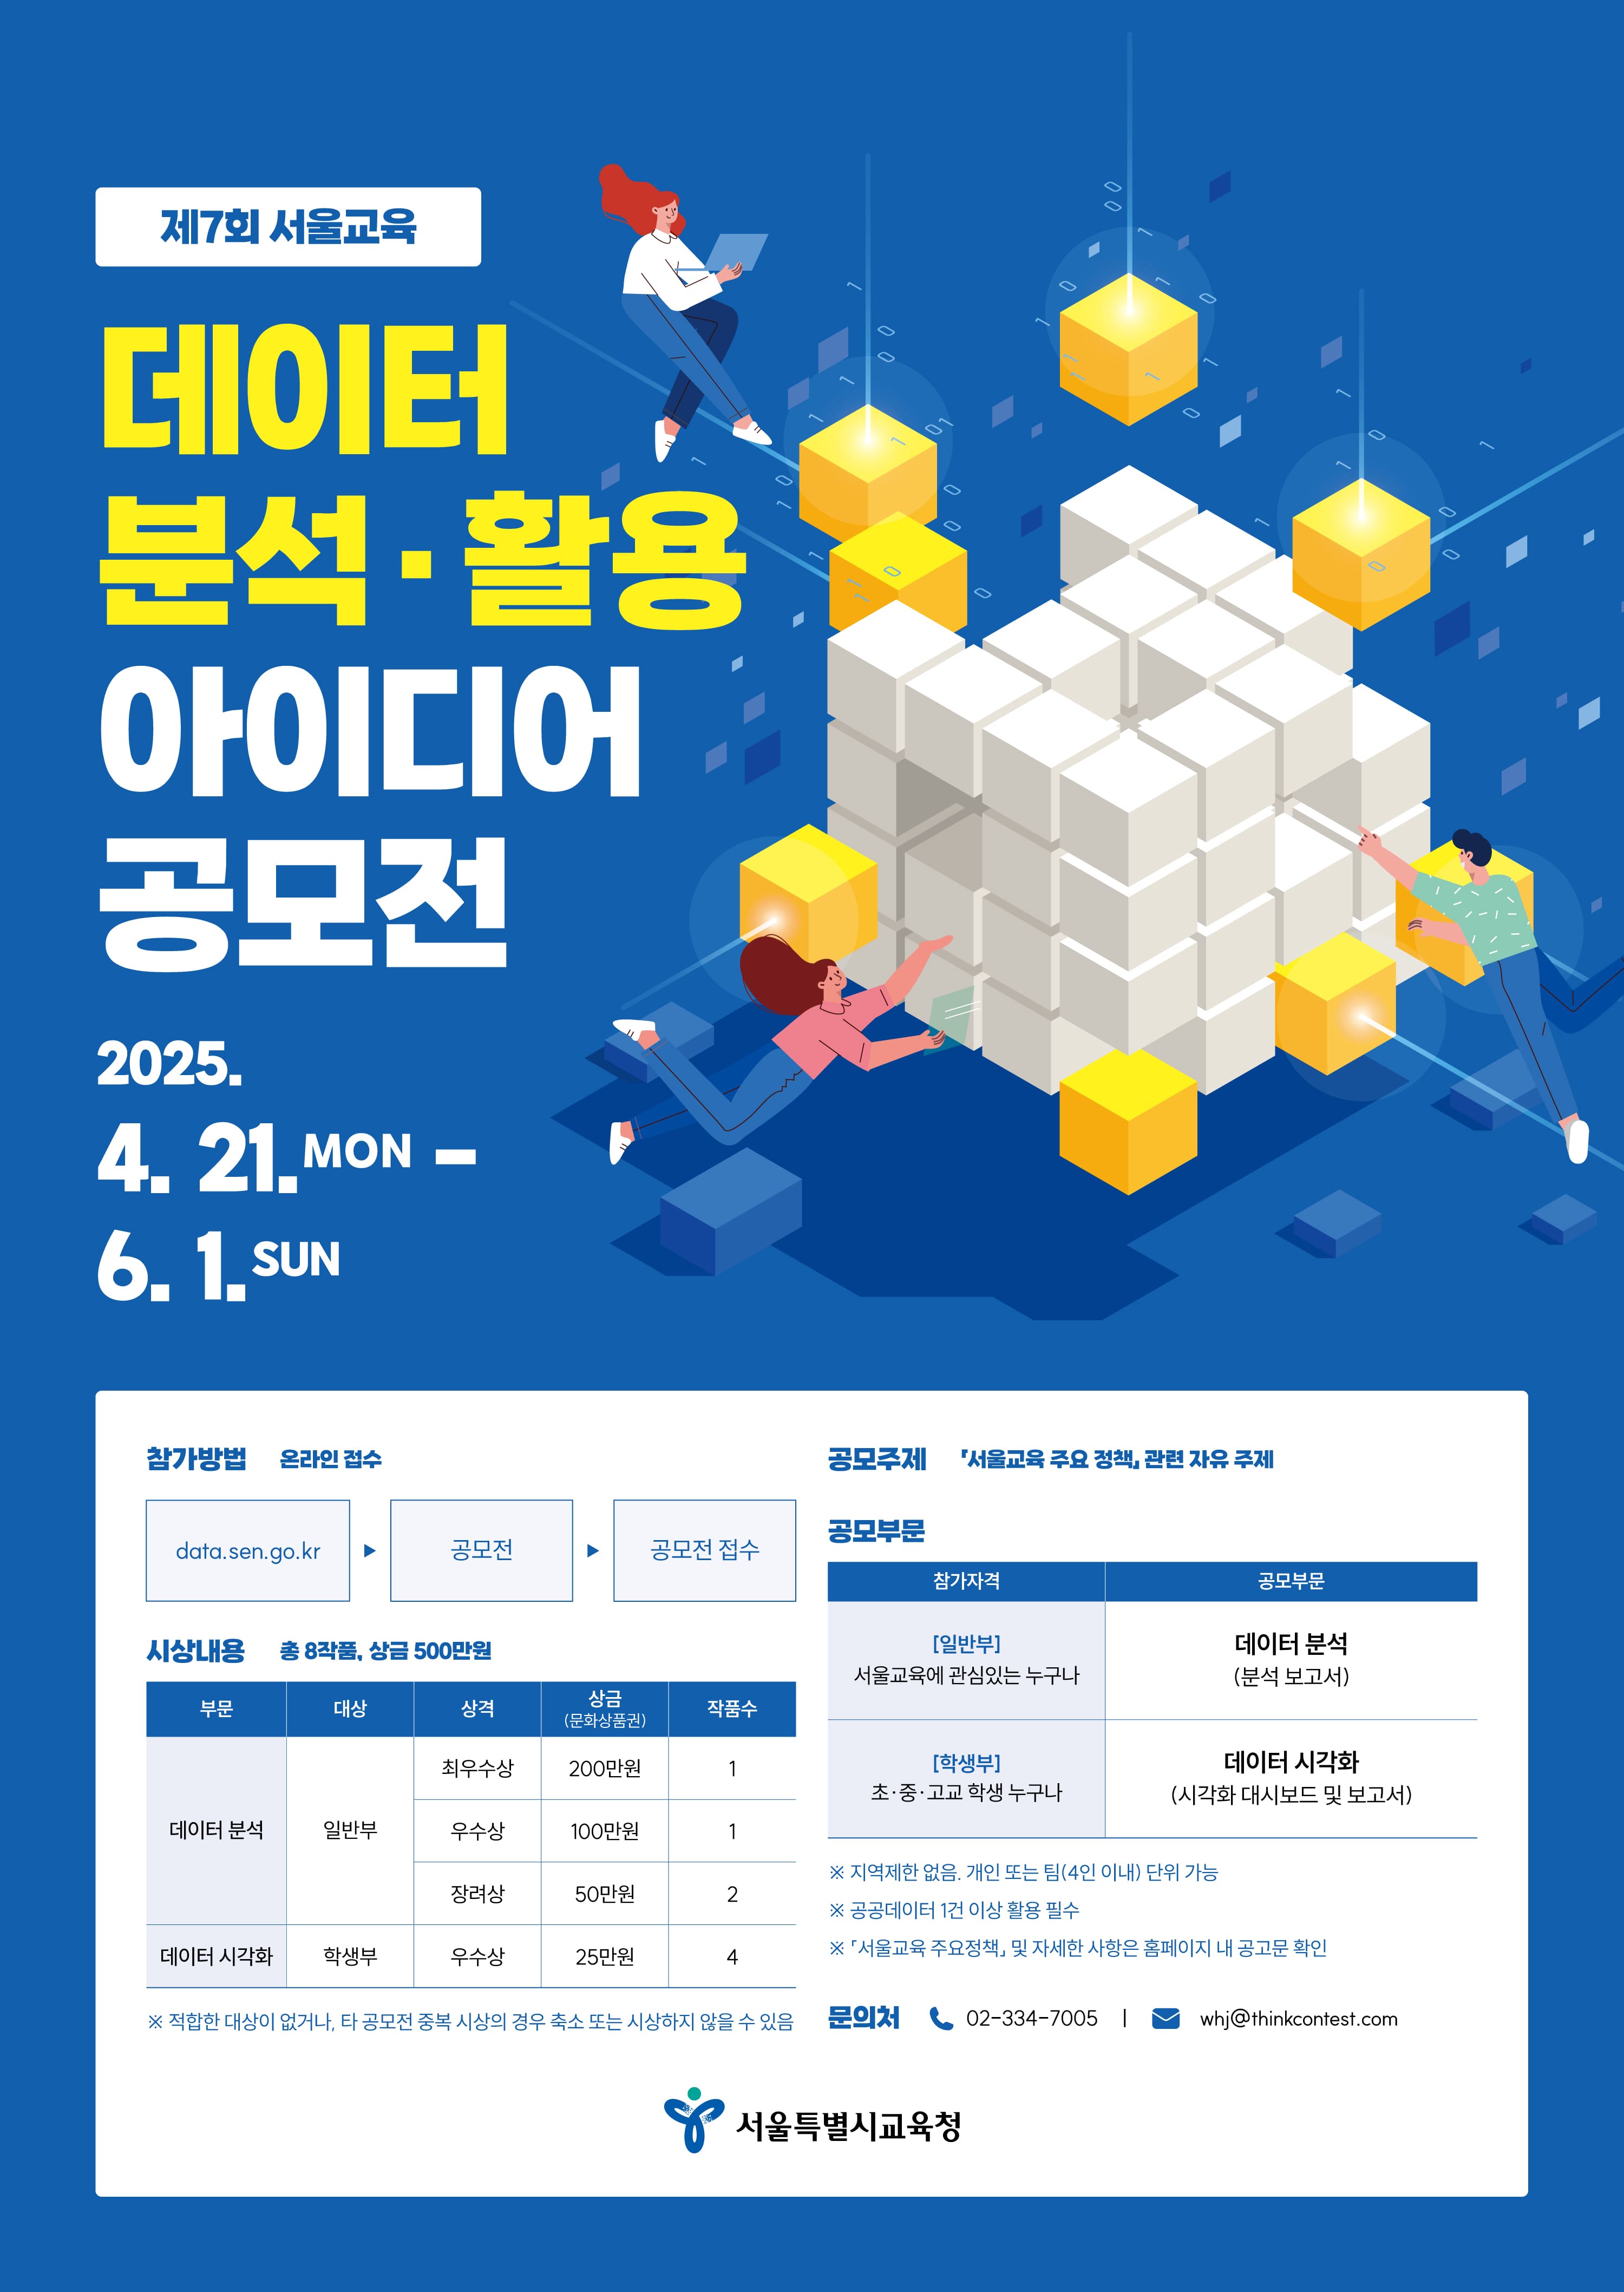 제7회 서울교육
데이터
분석·활용
아이디어
공모전
2025.
4. 21. MON –
6. 1. SUN
참가방법 온라인 접수
data.sen.go.kr ▶ 공모전 ▶ 공모전 접수
시상내용 총 8작품, 상금 500만원
부문 대상 상격 상금 (문화상품권) 작품수
데이터 분석 일반부 최우수상 200만원 1
우수상 100만원 1
장려상 50만원 2
데이터 시각화 학생부 우수상 25만원 4
※ 적합한 대상이 없거나, 타 공모전 중복 시상의 경우 축소 또는 시상하지 않을 수 있음
공모주제 「서울교육 주요 정책」 관련 자유 주제
공모부문
참가자격 공모부문
[일반부] 데이터 분석
서울교육에 관심있는 누구나 (분석 보고서)
[학생부] 데이터 시각화
초·중·고교 학생 누구나 (시각화 대시보드 및 보고서)
※ 지역제한 없음. 개인 또는 팀(4인 이내) 단위 가능
※ 공공데이터 1건 이상 활용 필수
※ 「서울교육 주요정책」 및 자세한 사항은 홈페이지 내 공고문 확인
문의처 02-334-7005 | whj@thinkcontest.com
서울특별시교육청